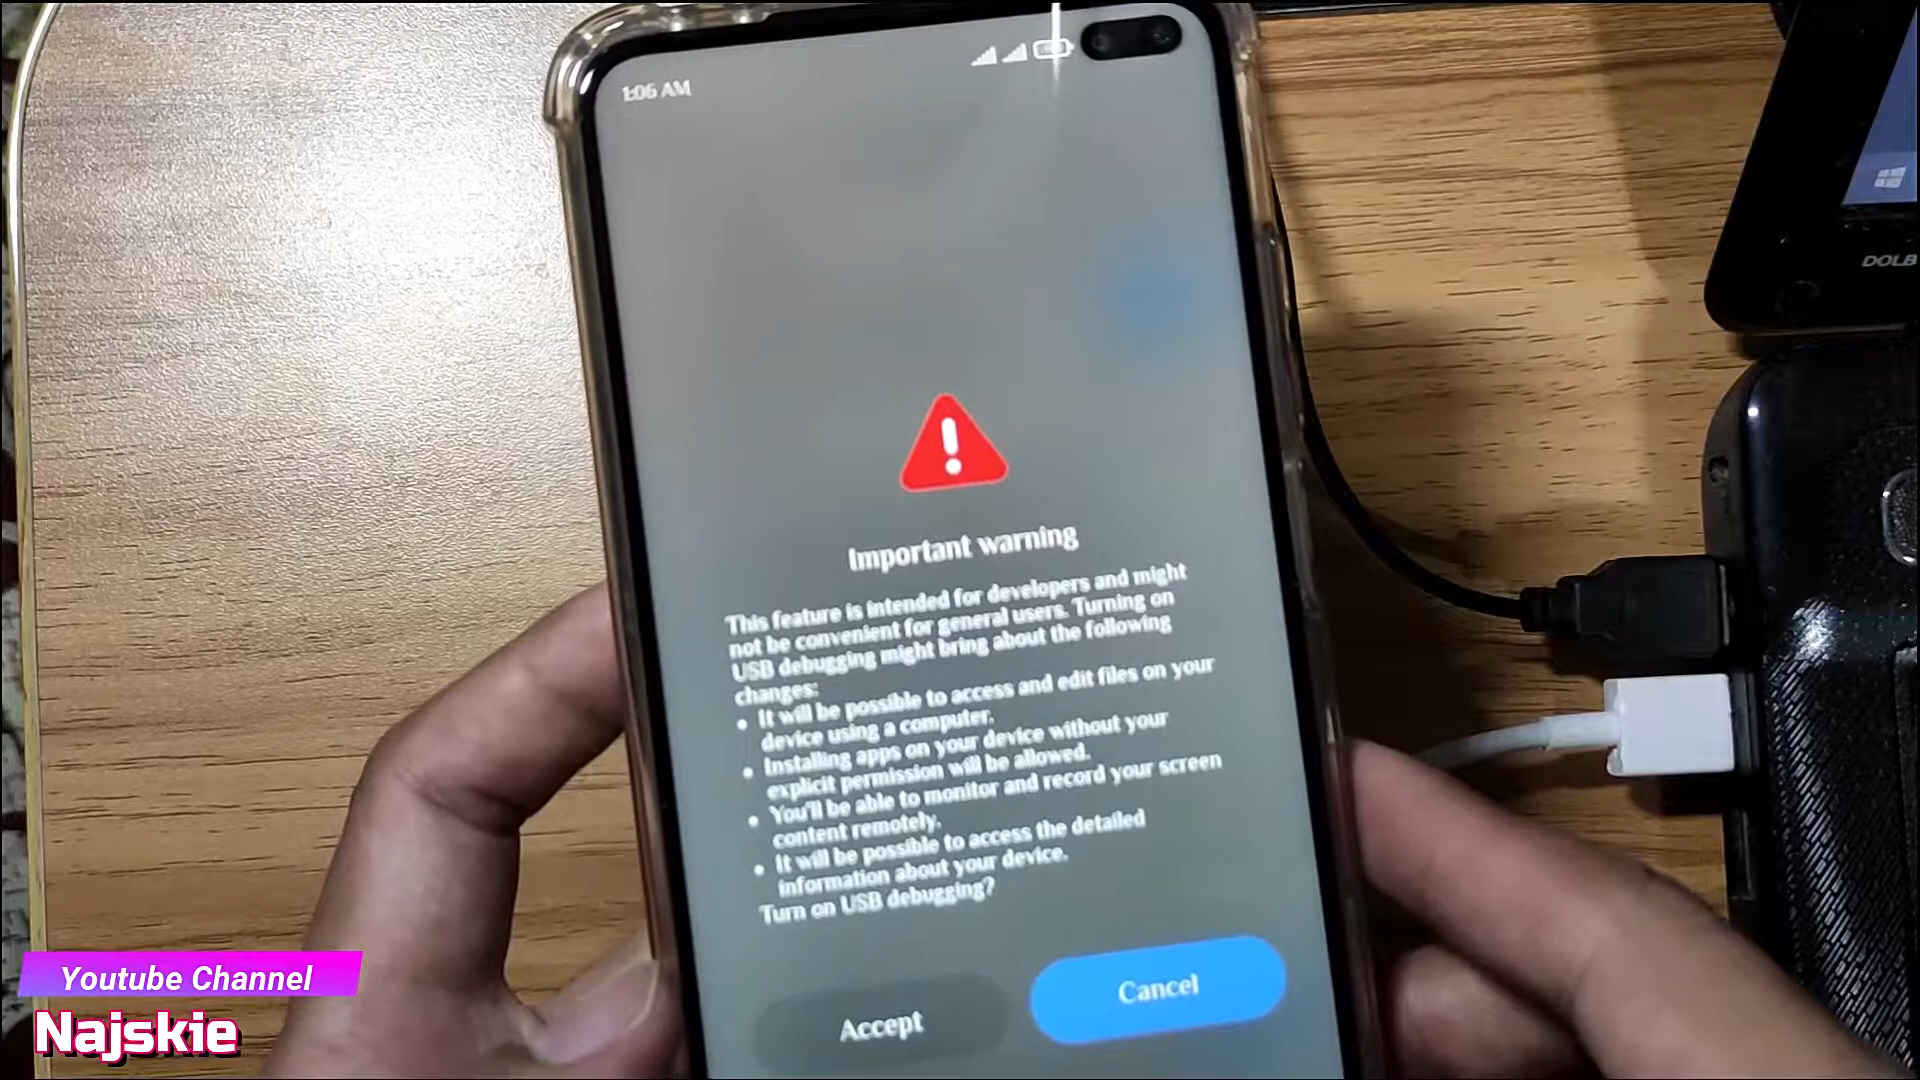 1:06 AM
DOLB
Important warning
This feature is intended for developers and might
not be convenient for general users. Turning on
USB debugging might bring about the following
changes:
• It will be possible to access and edit files on your
device using a computer.
• Installing apps on your device without your
explicit permission will be allowed.
• You'll be able to monitor and record your screen
content remotely.
• It will be possible to access the detailed
information about your device.
Turn on USB debugging?
Accept
Cancel
Youtube Channel
Najskie